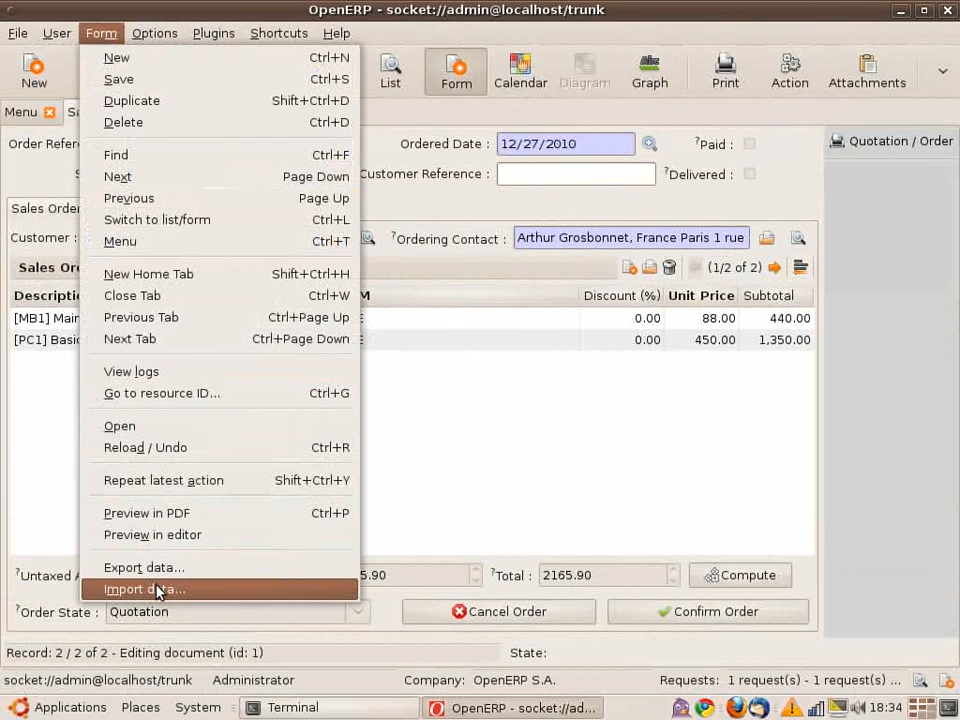 OpenERP - socket://admin@localhost/trunk
File User Form Options Plugins Shortcuts Help
New List Form Calendar Diagram Graph Print Action Attachments
Menu
New Ctrl+N
Save Ctrl+S
Duplicate Shift+Ctrl+D
Delete Ctrl+D
Find Ctrl+F
Next Page Down
Previous Page Up
Switch to list/form Ctrl+L
Menu Ctrl+T
New Home Tab Shift+Ctrl+H
Close Tab Ctrl+W
Previous Tab Ctrl+Page Up
Next Tab Ctrl+Page Down
View logs
Go to resource ID... Ctrl+G
Open
Reload / Undo Ctrl+R
Repeat latest action Shift+Ctrl+Y
Preview in PDF Ctrl+P
Preview in editor
Export data...
Import data...
Order Ordered Date : 12/27/2010 ?Paid :
Customer Reference : ?Delivered :
Quotation / Order
Sales
Customer : ?Ordering Contact : Arthur Grosbonnet, France Paris 1 rue
Sales (1/2 of 2)
Discount (%) Unit Price Subtotal
[MB1] 0.00 88.00 440.00
[PC1] 0.00 450.00 1,350.00
?Untaxed 5.90 ?Total : 2165.90 Compute
?Order State : Quotation Cancel Order Confirm Order
Record: 2 / 2 of 2 - Editing document (id: 1) State:
socket://admin@localhost/trunk Administrator Company: OpenERP S.A. Requests: 1 request(s) - 1 request(s) ...
Applications Places System Terminal OpenERP - socket://ad... 18:34